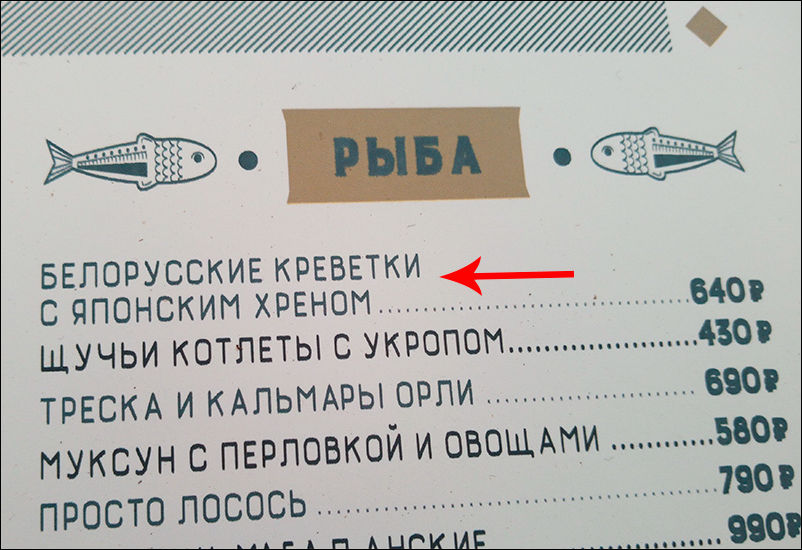 РЫБА
БЕЛОРУССКИЕ КРЕВЕТКИ
С ЯПОНСКИМ ХРЕНОМ 640₽
ЩУЧЬИ КОТЛЕТЫ С УКРОПОМ 430₽
ТРЕСКА И КАЛЬМАРЫ ОРЛИ 690₽
МУКСУН С ПЕРЛОВКОЙ И ОВОЩАМИ 580₽
ПРОСТО ЛОСОСЬ 790₽
990₽